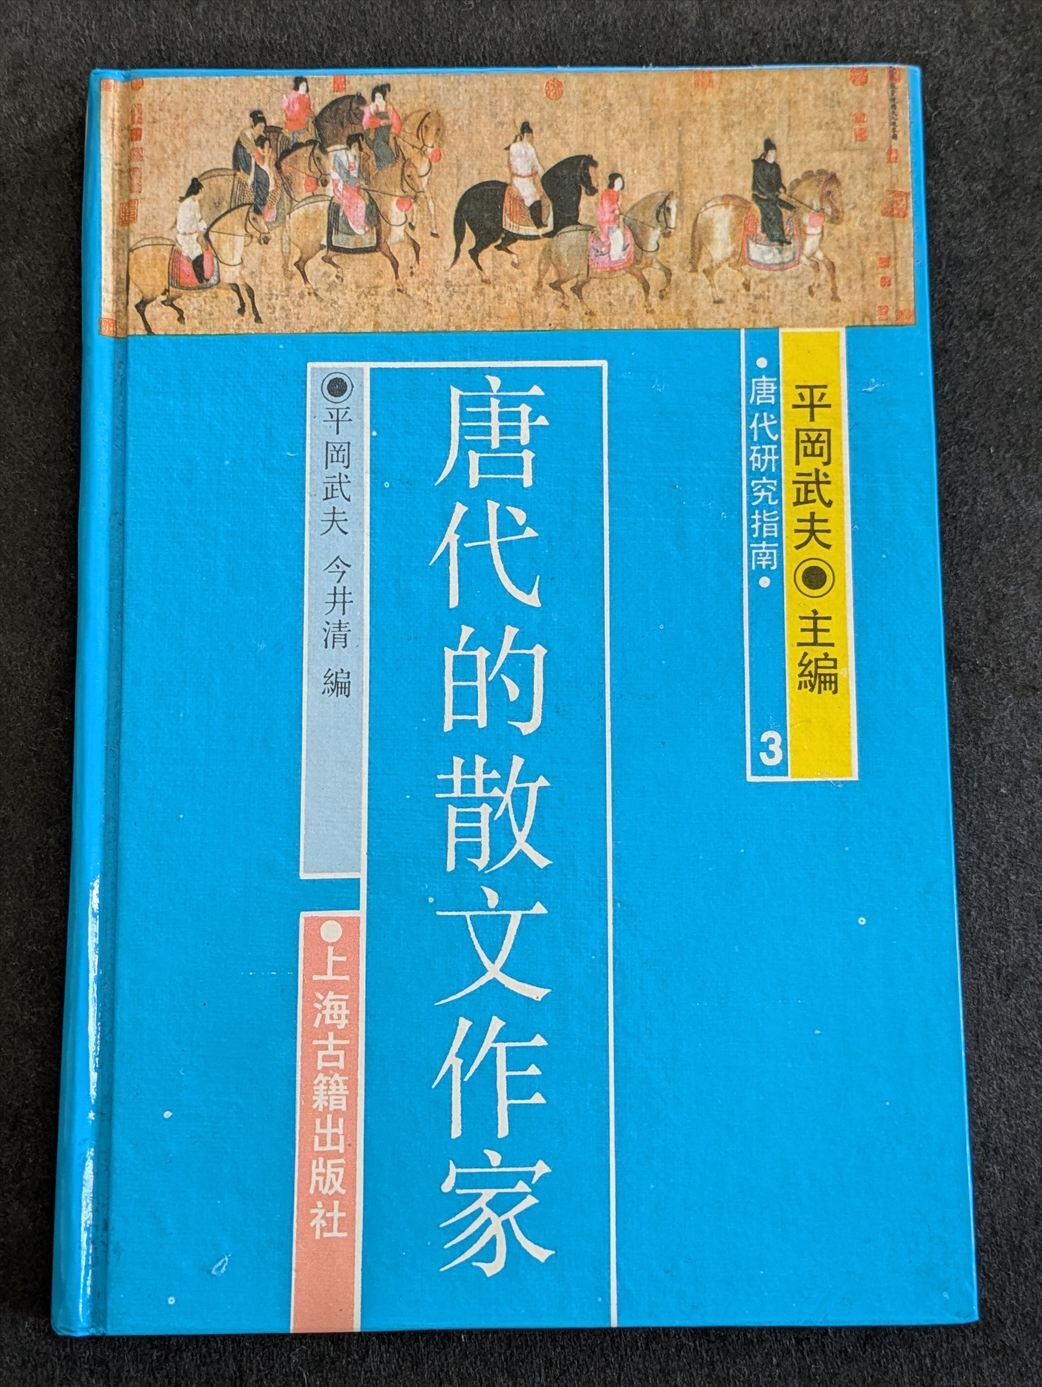 平岡武夫◉主編
•唐代研究指南•
3
唐代的散文作家
◉平岡武夫 今井清 編
●上海古籍出版社